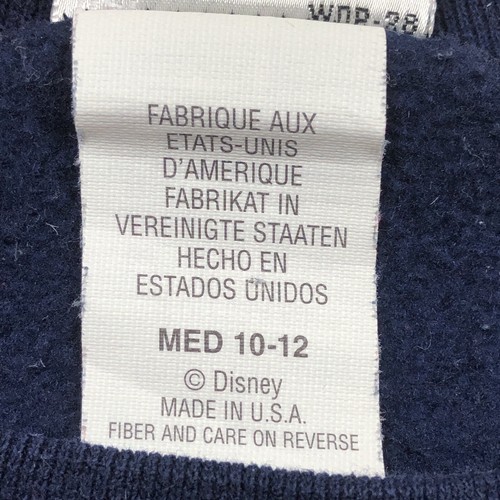 FABRIQUE AUX
ETATS-UNIS
D'AMERIQUE
FABRIKAT IN
VEREINIGTE STAATEN
HECHO EN
ESTADOS UNIDOS
MED 10-12
© Disney
MADE IN U.S.A.
FIBER AND CARE ON REVERSE